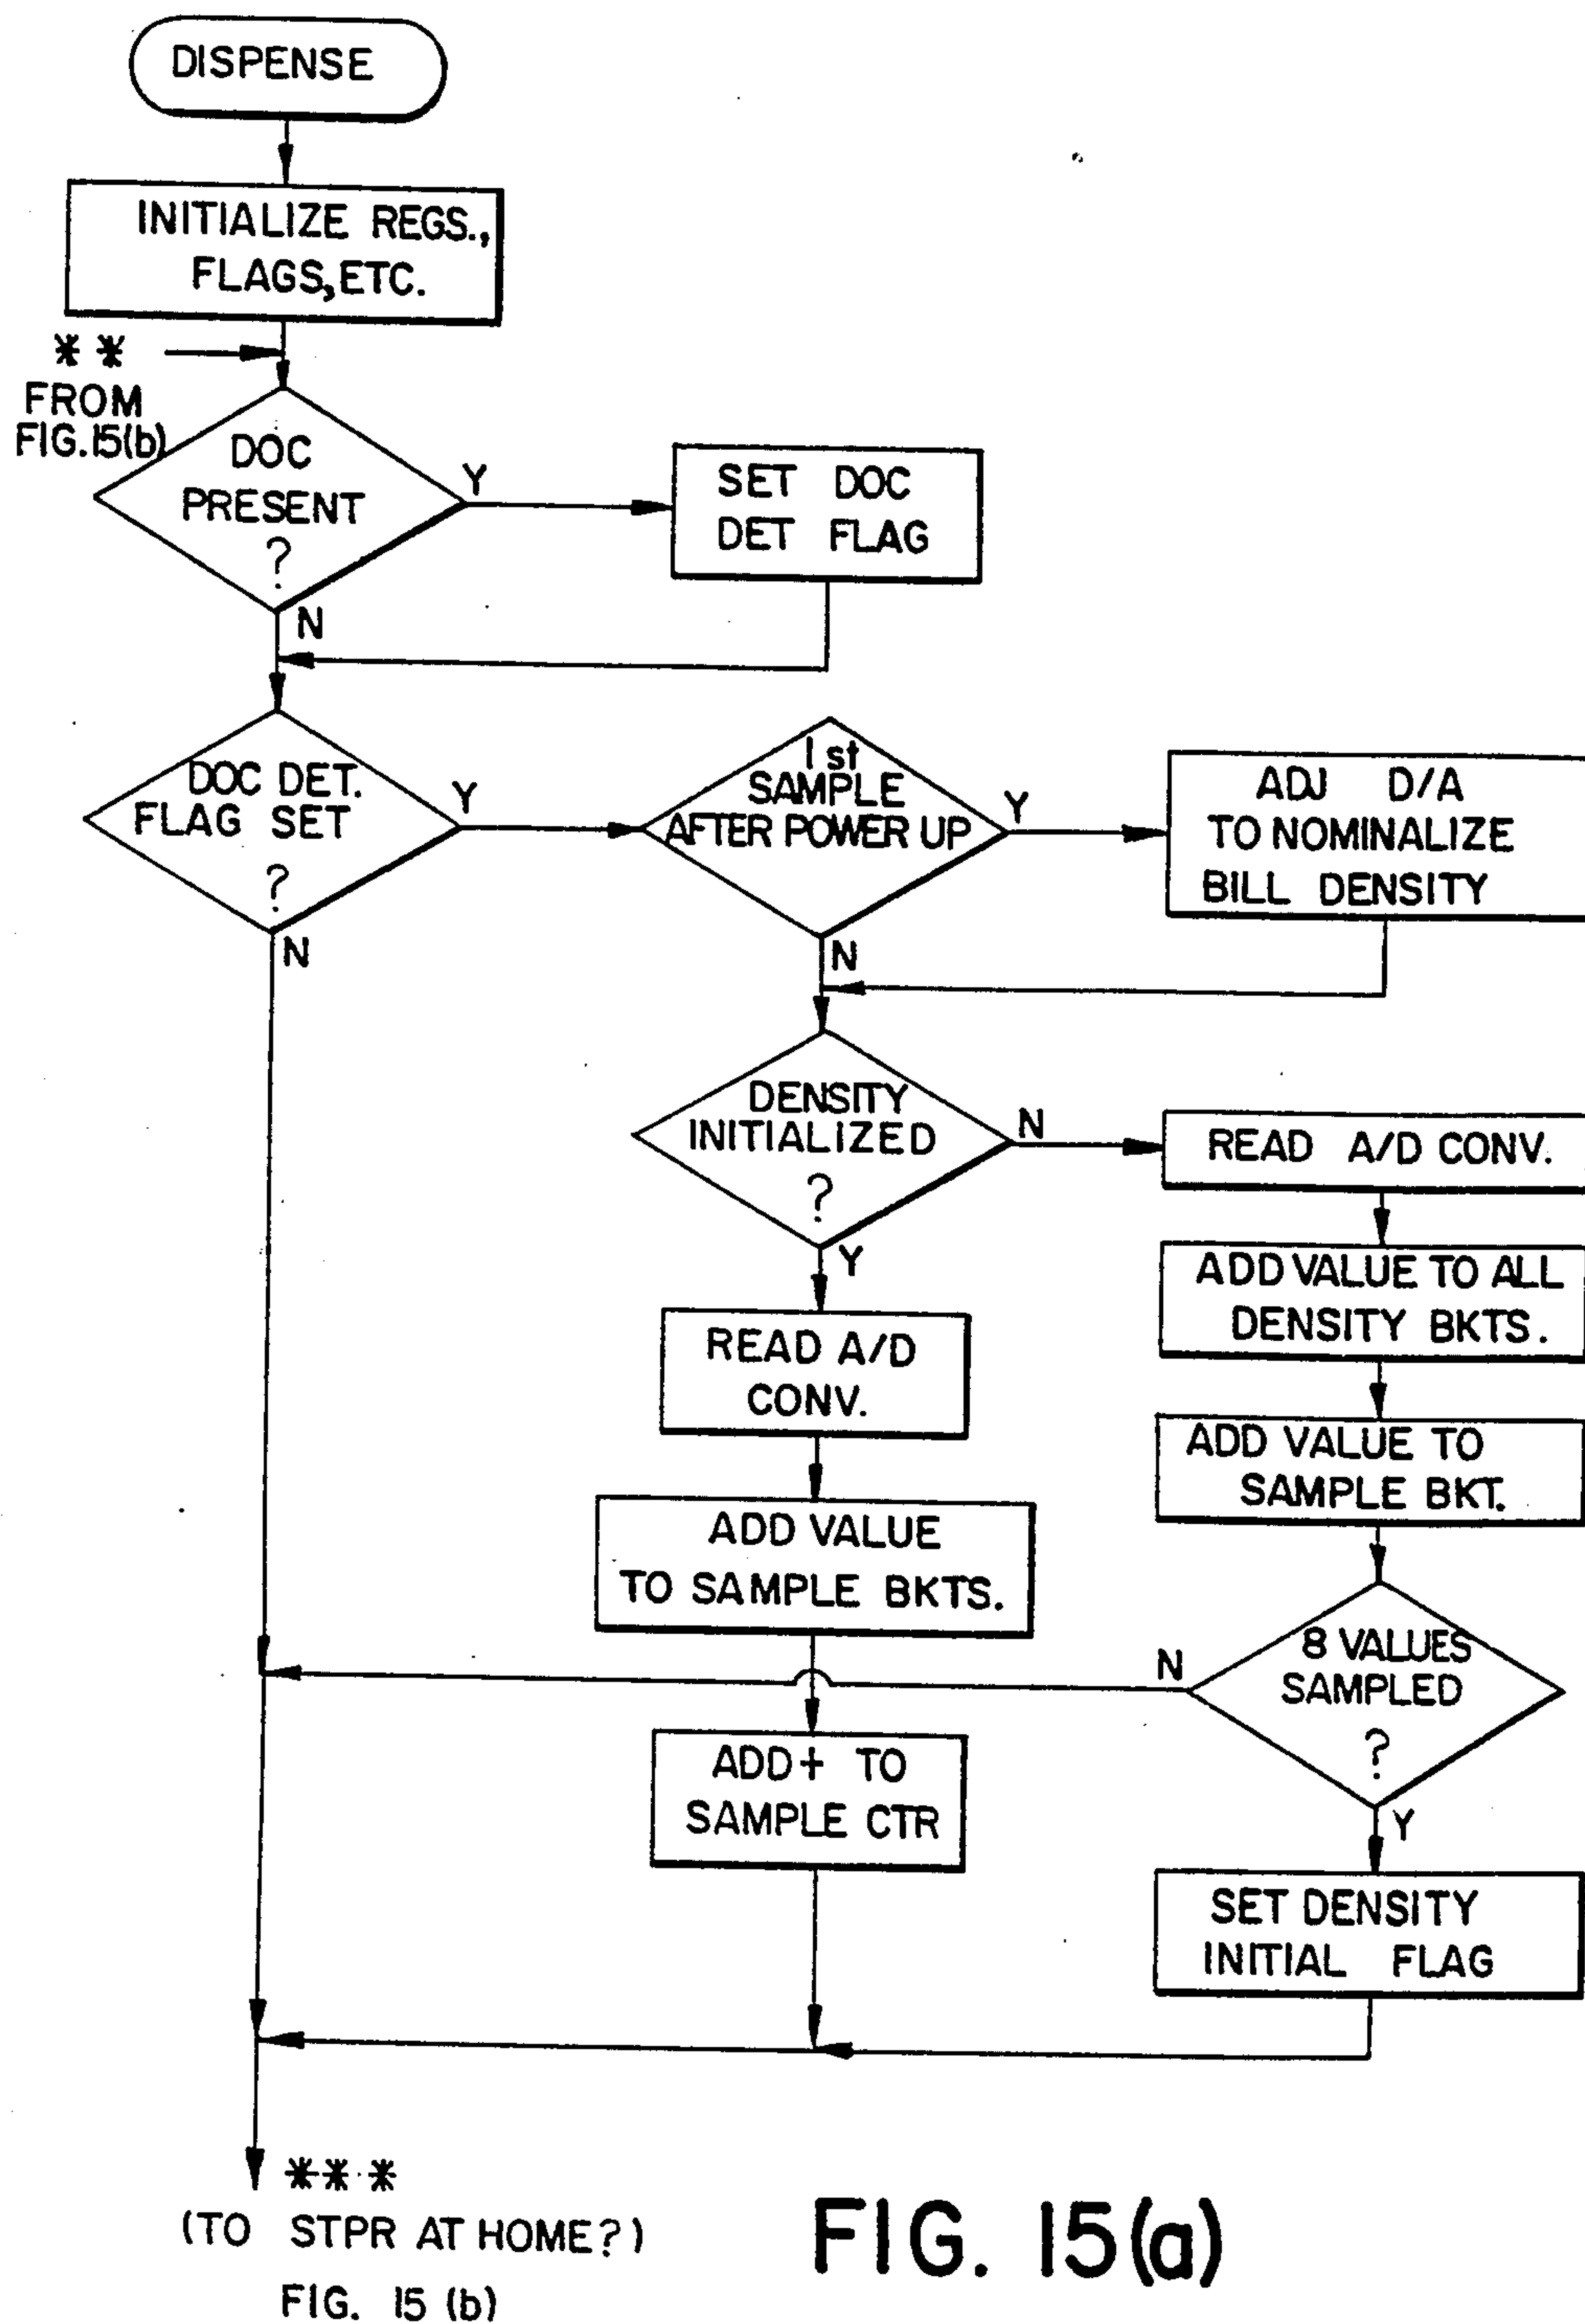 DISPENSE
INITIALIZE REGS.,
FLAGS, ETC.
**
FROM
FIG. 15(b)
DOC
PRESENT
?
Y
N
SET DOC
DET FLAG
DOC DET.
FLAG SET
?
Y
N
1st
SAMPLE
AFTER POWER UP
Y
N
ADJ D/A
TO NOMINALIZE
BILL DENSITY
DENSITY
INITIALIZED
?
N
Y
READ A/D CONV.
ADD VALUE TO ALL
DENSITY BKTS.
ADD VALUE TO
SAMPLE BKT.
READ A/D
CONV.
ADD VALUE
TO SAMPLE BKTS.
8 VALUES
SAMPLED
?
N
Y
ADD + TO
SAMPLE CTR
SET DENSITY
INITIAL FLAG
***
(TO STPR AT HOME?)
FIG. 15 (b)
FIG. 15(a)